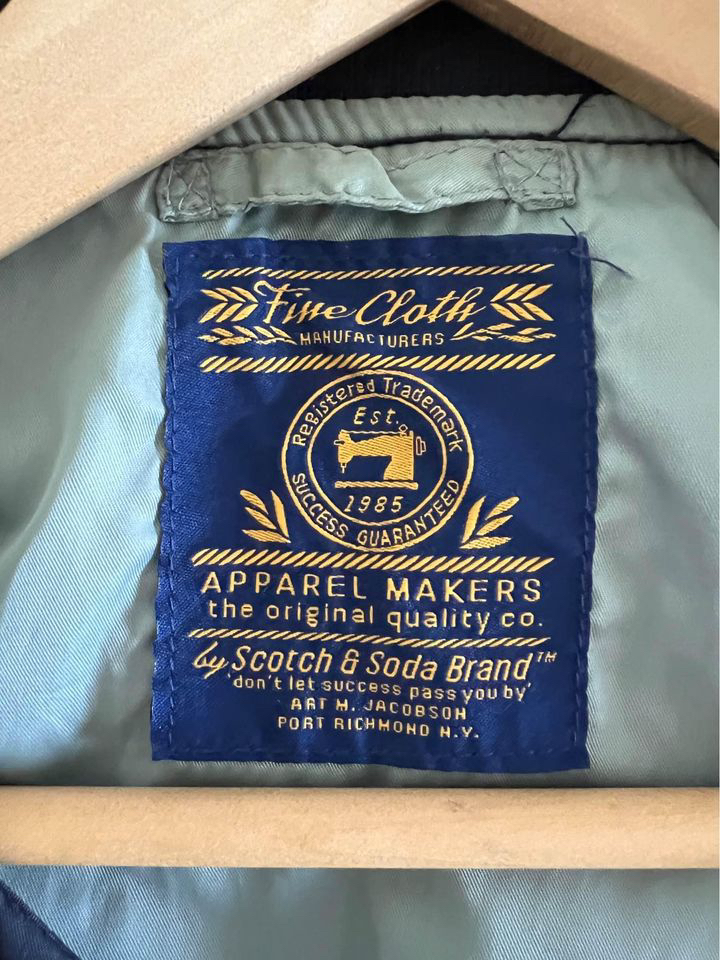 Fine Cloth
MANUFACTURERS
Registered Trademark
Est.
1985
SUCCESS GUARANTEED
APPAREL MAKERS
the original quality co.
by Scotch & Soda Brand™
'don't let success pass you by'
ART M. JACOBSON
PORT RICHMOND N.Y.